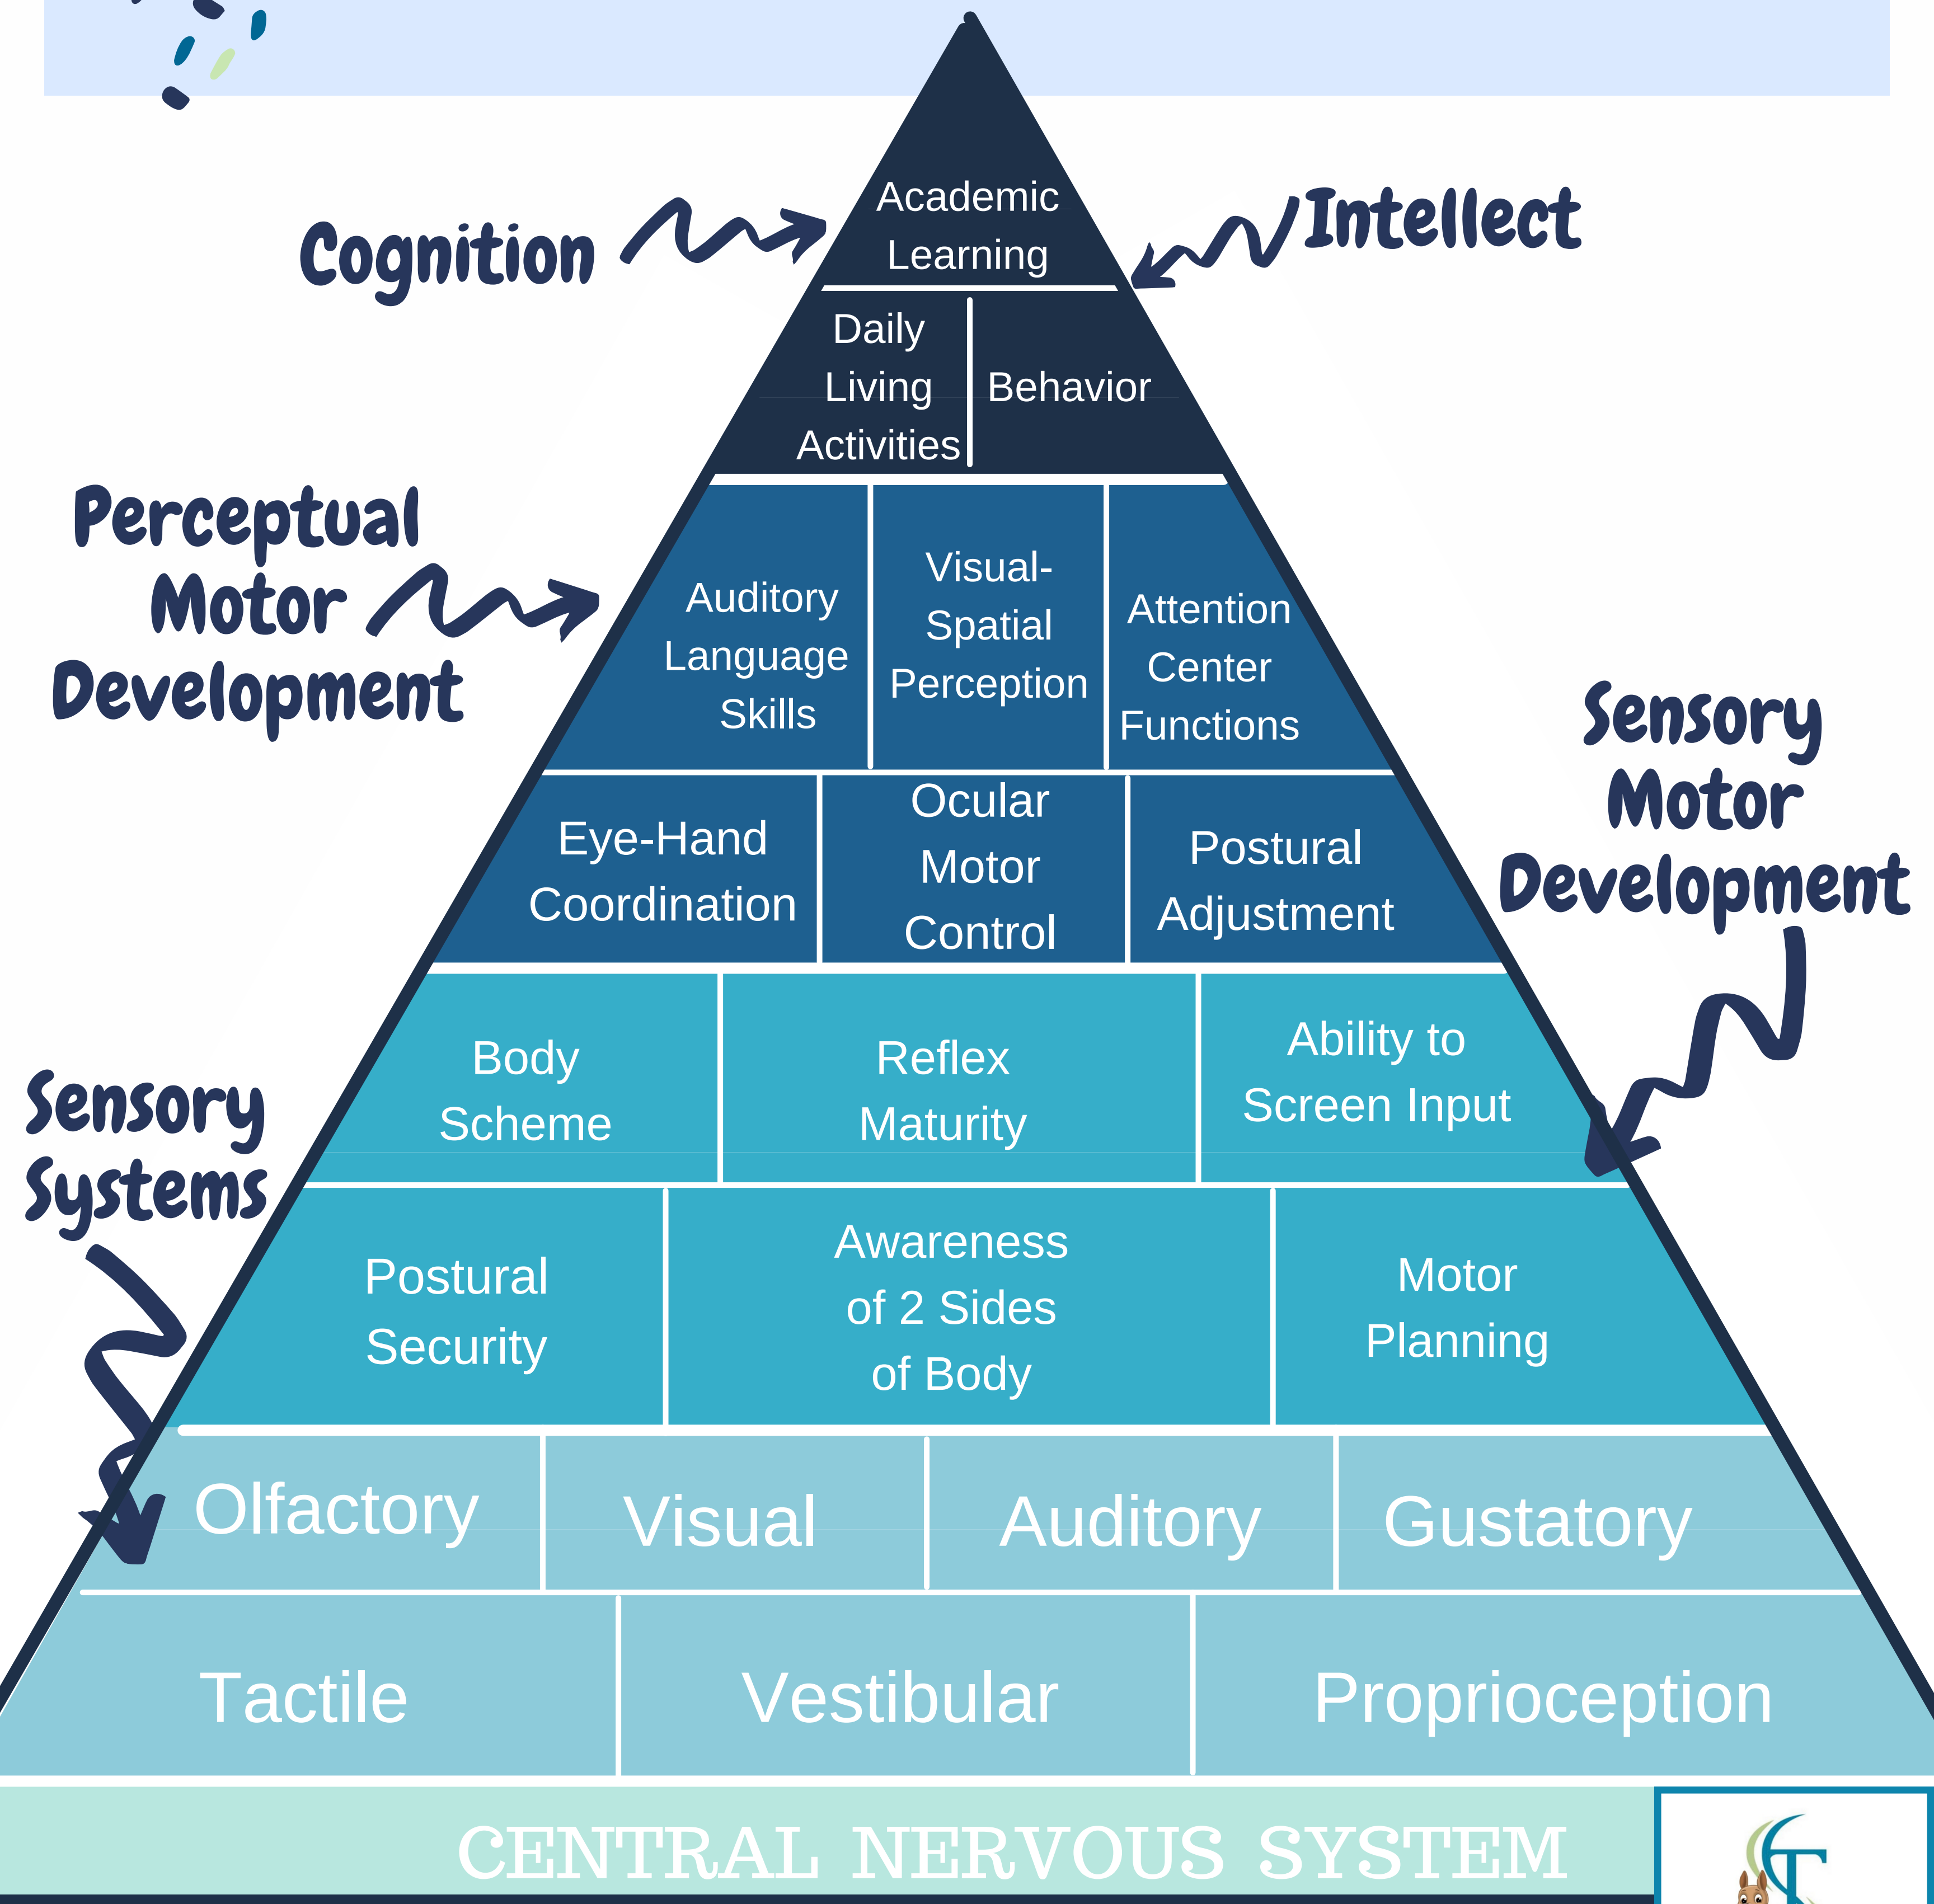 Academic
Learning
Cognition
Intellect
Daily
Living
Activities
Behavior
Perceptual
Motor
Development
Auditory
Language
Skills
Visual-
Spatial
Perception
Attention
Center
Functions
Sensory
Motor
Development
Eye-Hand
Coordination
Ocular
Motor
Control
Postural
Adjustment
Body
Scheme
Reflex
Maturity
Ability to
Screen Input
Sensory
Systems
Postural
Security
Awareness
of 2 Sides
of Body
Motor
Planning
Olfactory
Visual
Auditory
Gustatory
Tactile
Vestibular
Proprioception
CENTRAL NERVOUS SYSTEM